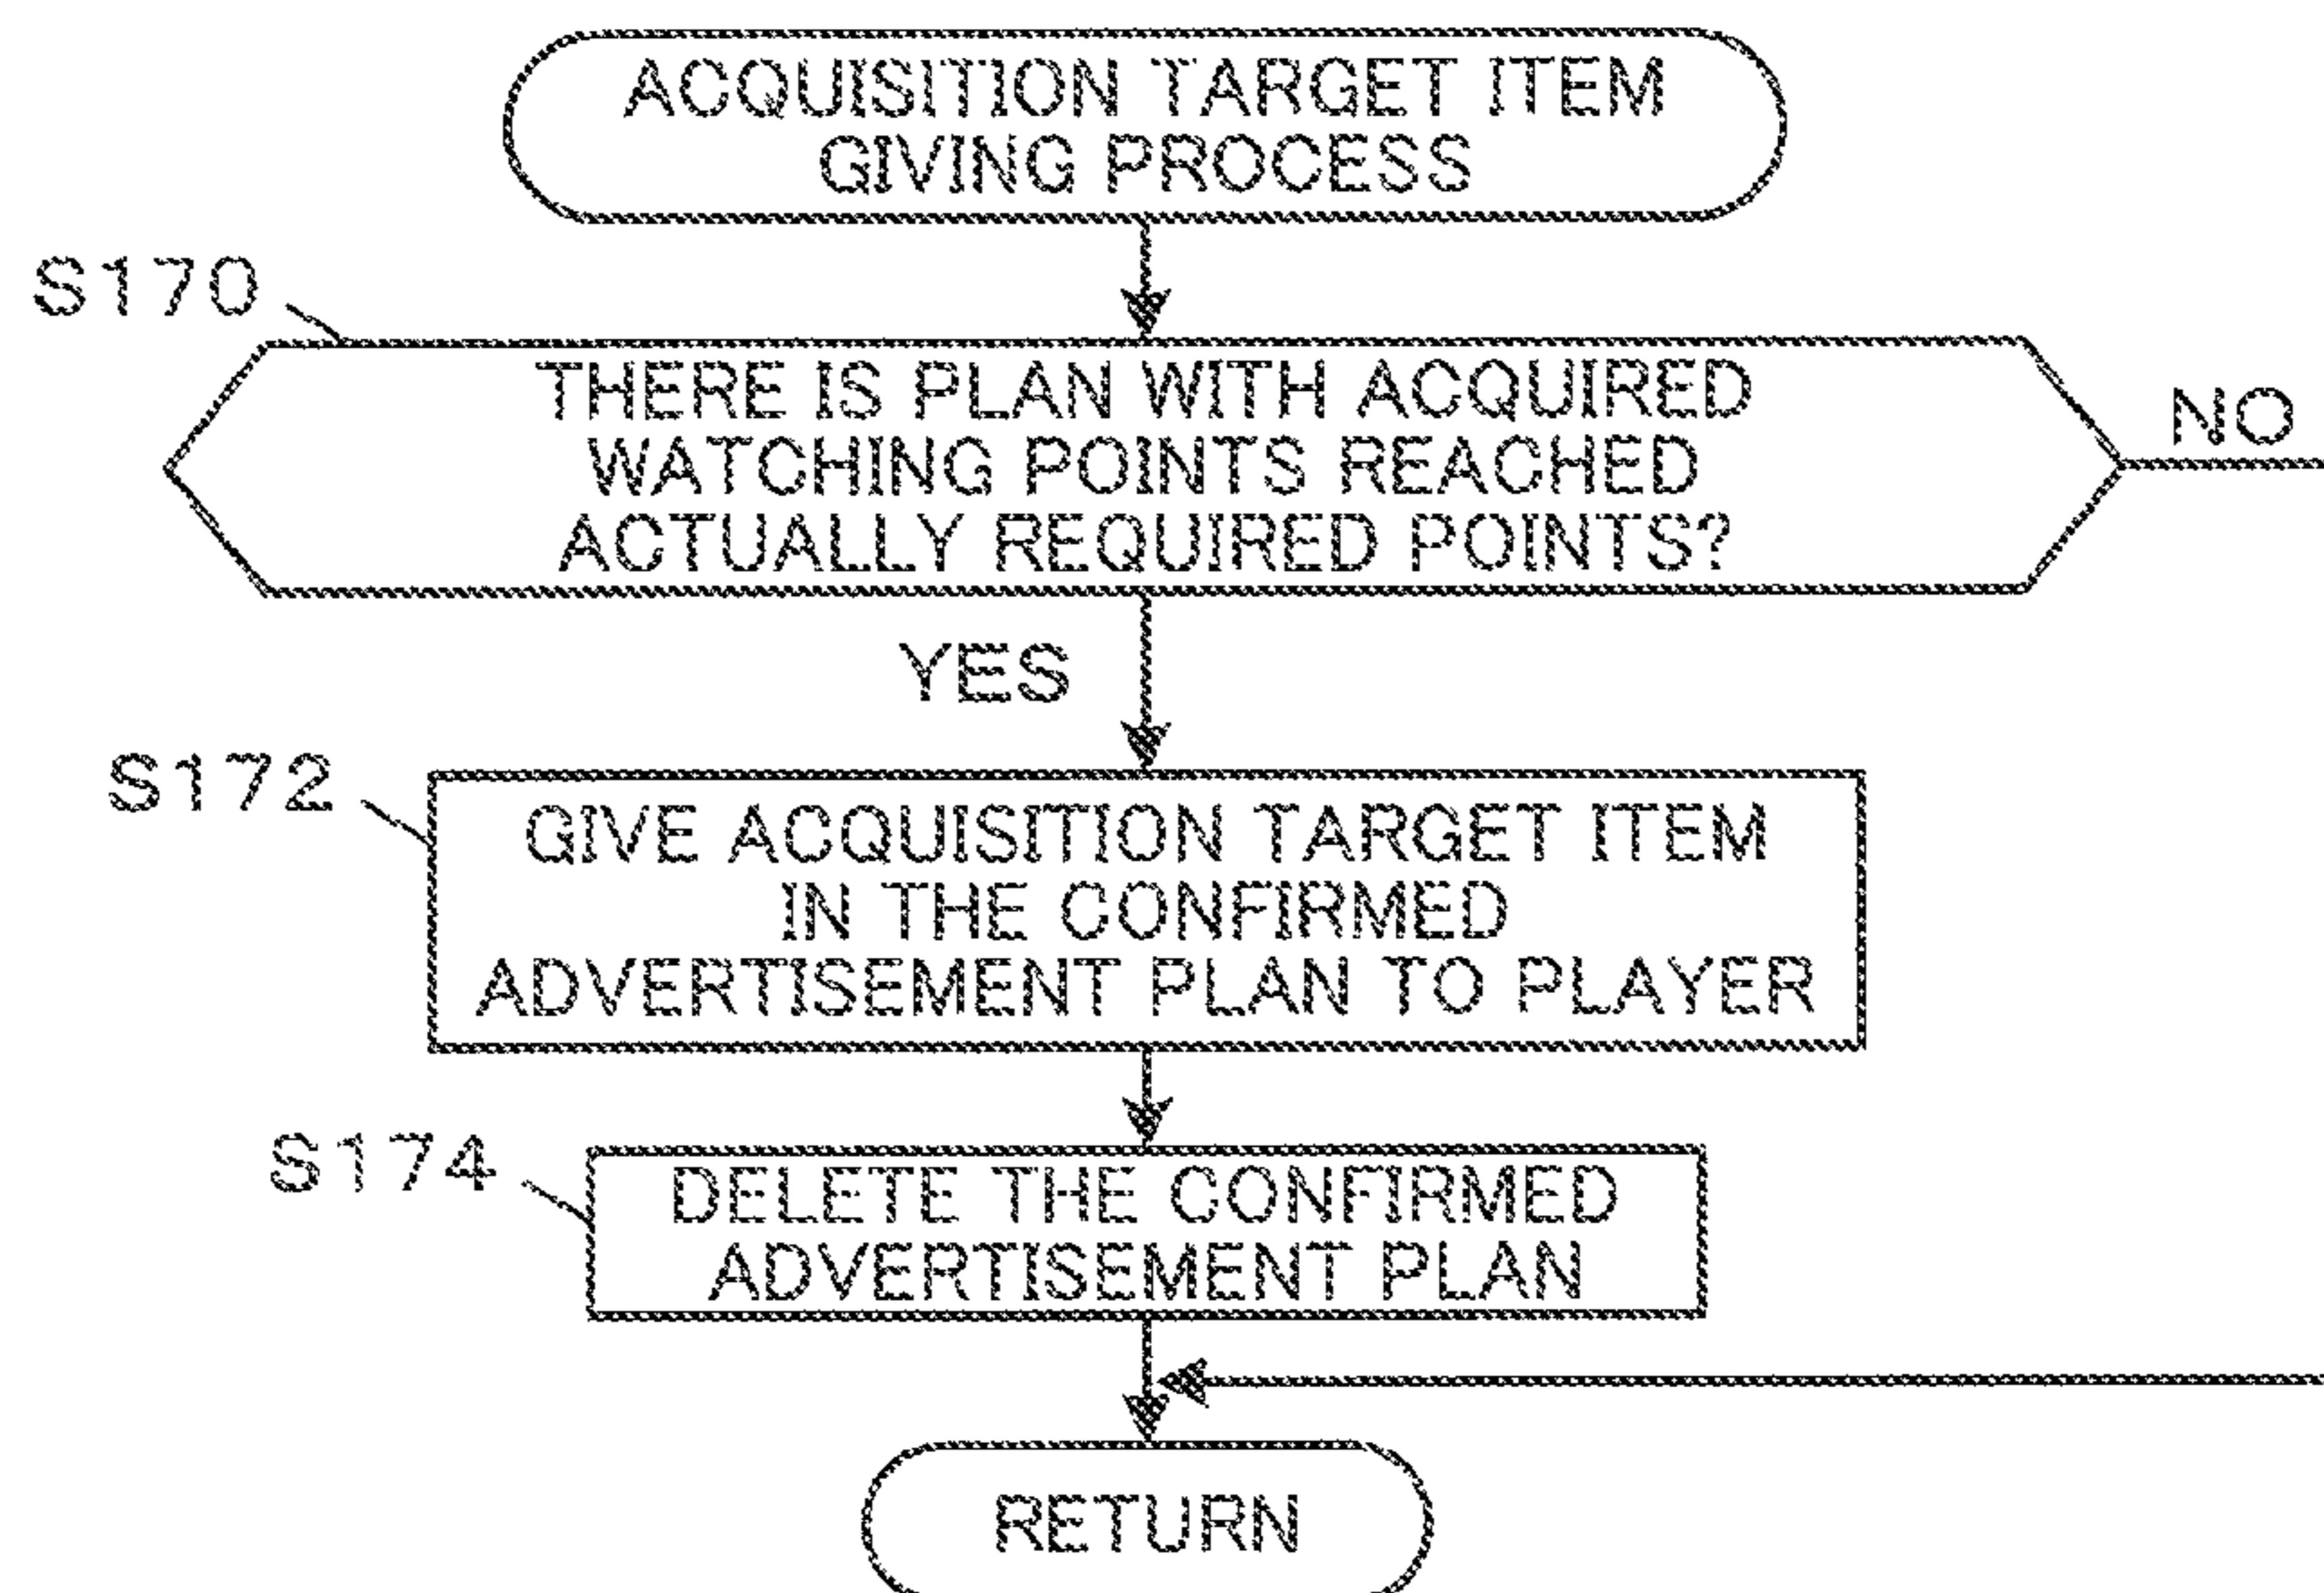 ACQUISITION TARGET ITEM
GIVING PROCESS
S170
THERE IS PLAN WITH ACQUIRED
WATCHING POINTS REACHED
ACTUALLY REQUIRED POINTS?
NO
YES
S172
GIVE ACQUISITION TARGET ITEM
IN THE CONFIRMED
ADVERTISEMENT PLAN TO PLAYER
S174
DELETE THE CONFIRMED
ADVERTISEMENT PLAN
RETURN